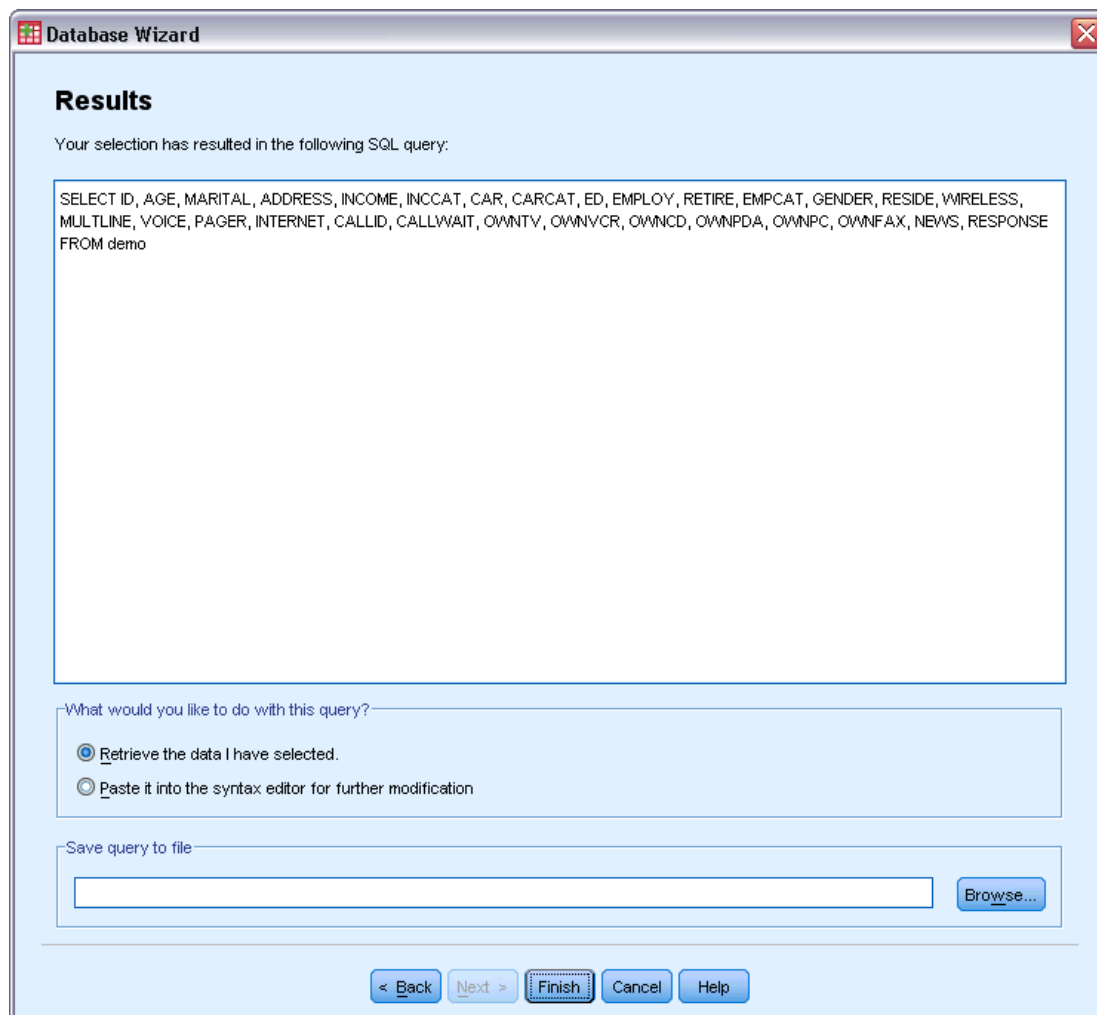 Database Wizard
Results
Your selection has resulted in the following SQL query:
SELECT ID, AGE, MARITAL, ADDRESS, INCOME, INCCAT, CAR, CARCAT, ED, EMPLOY, RETIRE, EMPCAT, GENDER, RESIDE, WIRELESS,
MULTLINE, VOICE, PAGER, INTERNET, CALLID, CALLWAIT, OWNTV, OWNVCR, OWNCD, OWNPDA, OWNPC, OWNFAX, NEWS, RESPONSE
FROM demo
What would you like to do with this query?
Retrieve the data I have selected.
Paste it into the syntax editor for further modification
Save query to file
Browse...
< Back Next > Finish Cancel Help